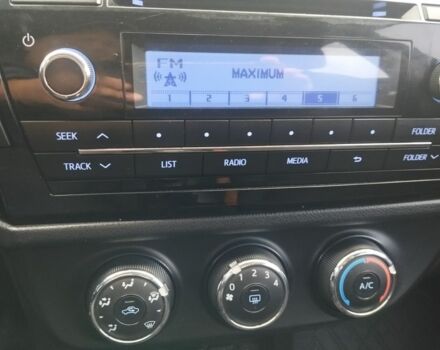 FM
MAXIMUM
1 2 3 4 5 6
SEEK FOLDER
TRACK LIST RADIO MEDIA FOLDER
0 1 2 3 4
A/C